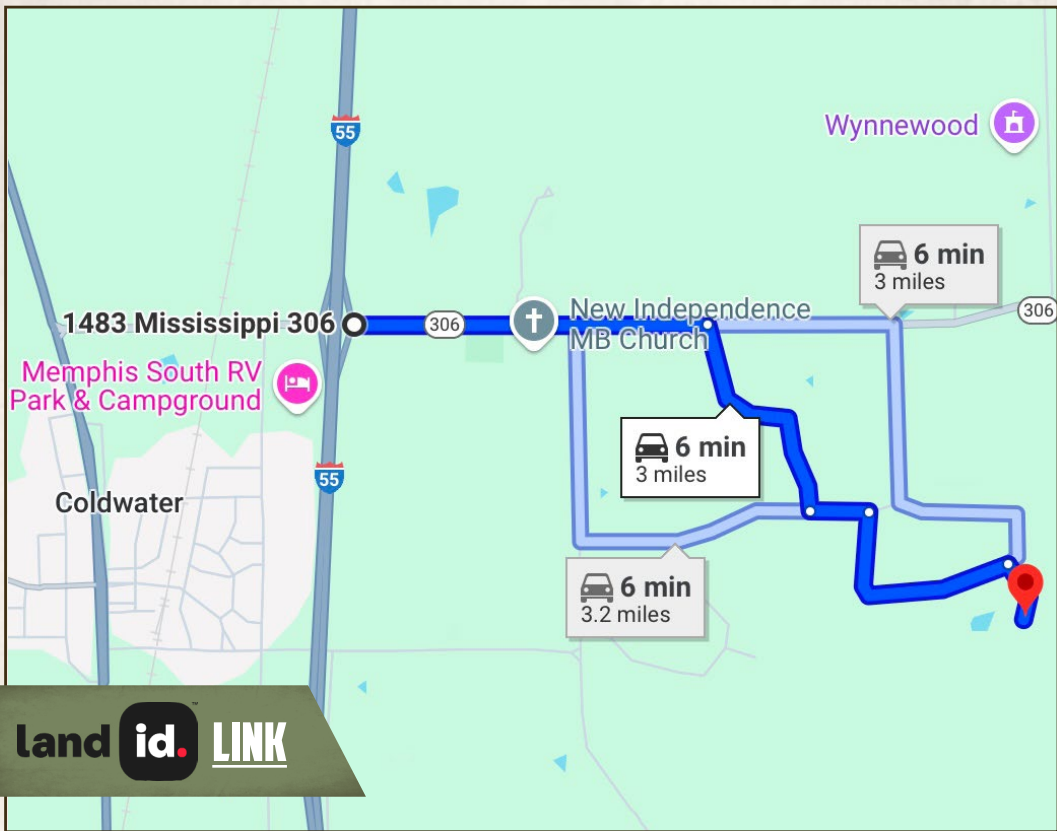 55
Wynnewood
6 min
3 miles
306
1483 Mississippi 306
306
New Independence
MB Church
Memphis South RV
Park & Campground
6 min
3 miles
55
Coldwater
6 min
3.2 miles
land id.™ LINK